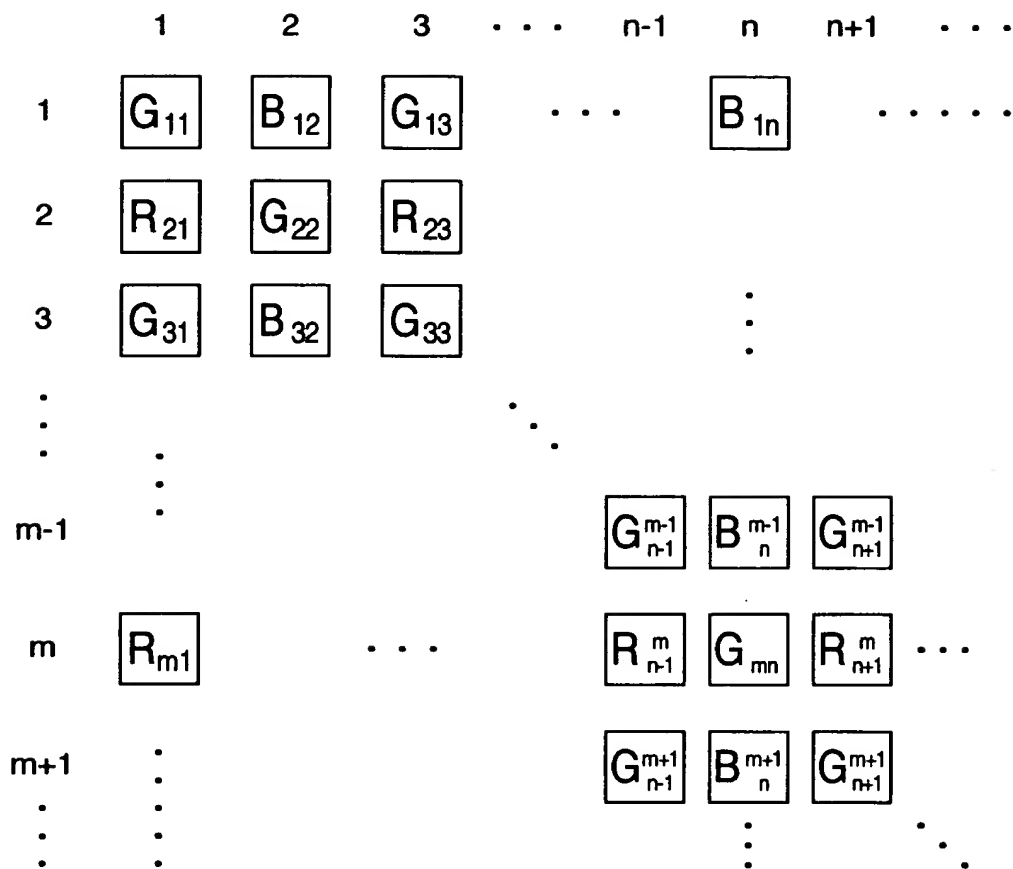 1 2 3 · · · n-1 n n+1 · · ·
1 G11 B12 G13 · · · B1n · · · · ·
2 R21 G22 R23
3 G31 B32 G33
m-1 G m-1 n-1 B m-1 n G m-1 n+1
m Rm1 · · · R m n-1 Gmn R m n+1 · · ·
m+1 G m+1 n-1 B m+1 n G m+1 n+1